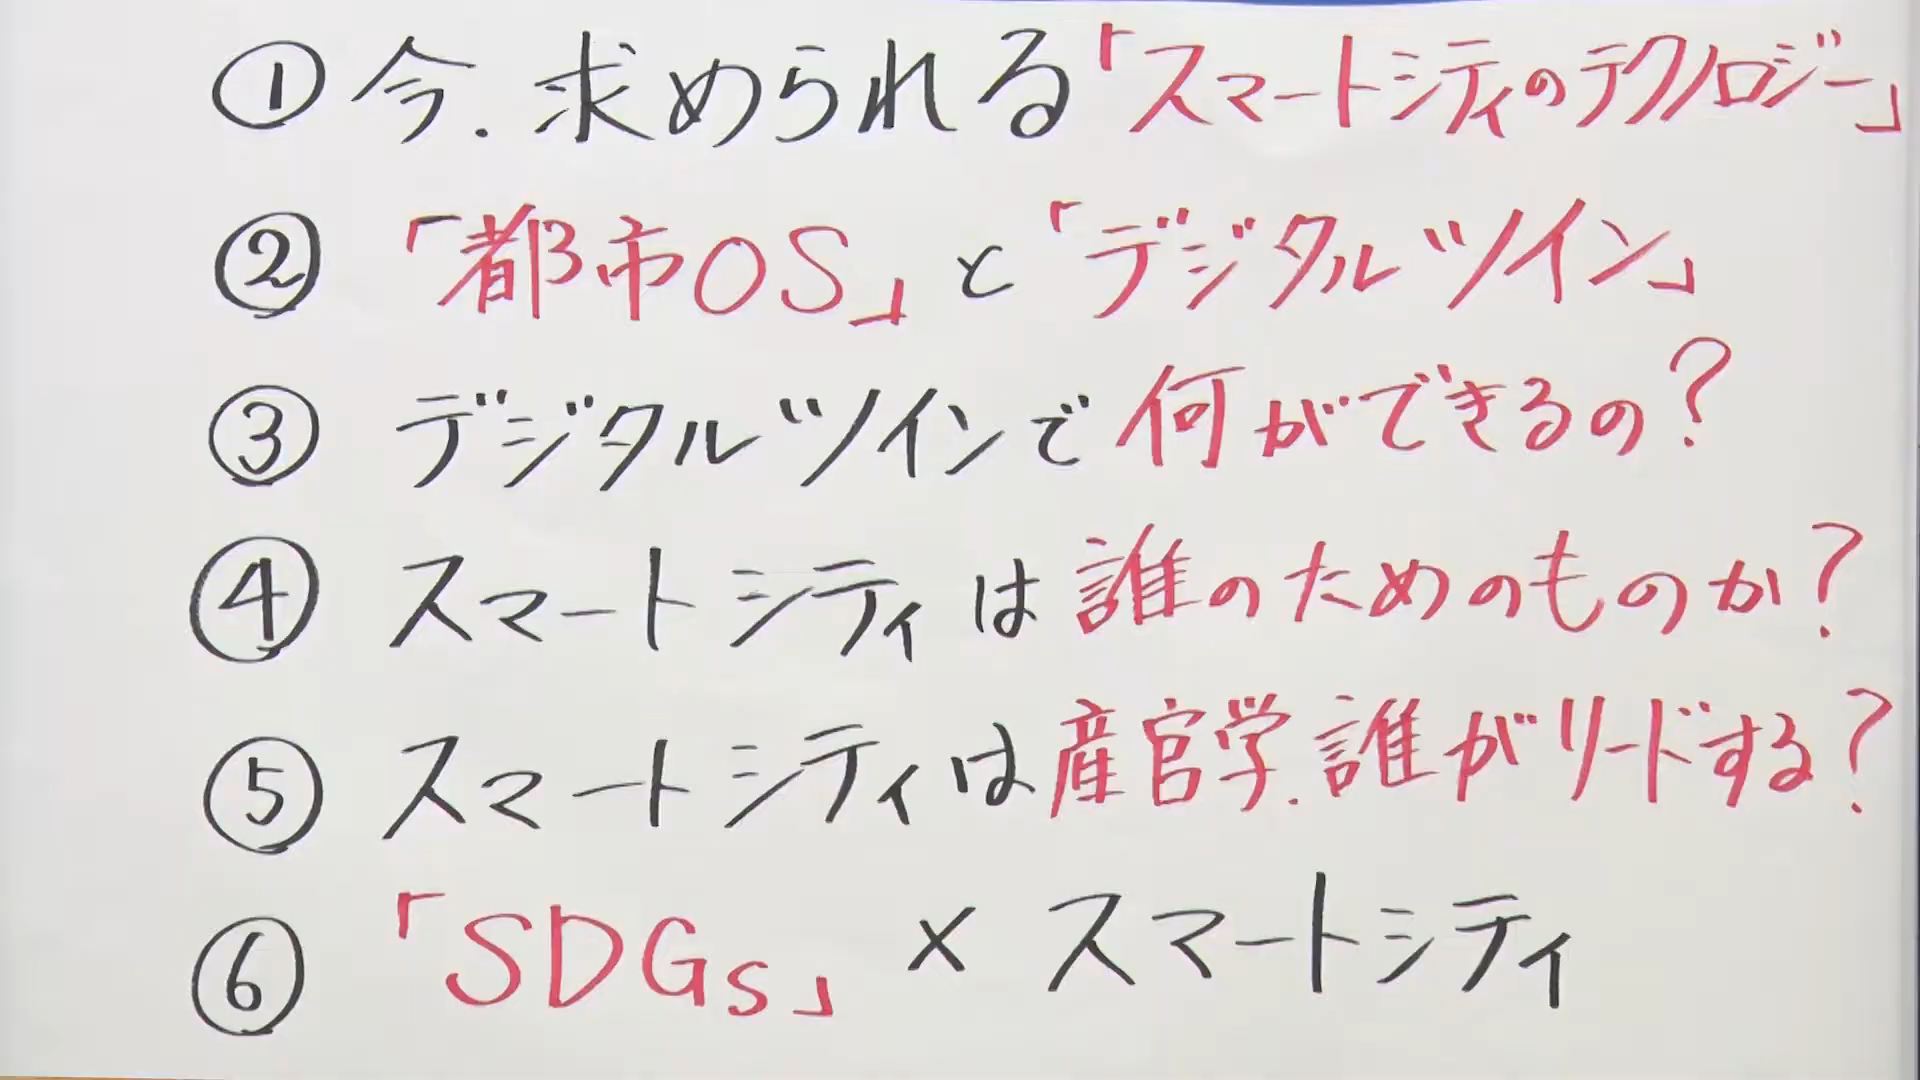 ①今、求められる「スマートシティのテクノロジー」
②「都市OS」と「デジタルツイン」
③デジタルツインで何ができるの？
④スマートシティは誰のためのものか？
⑤スマートシティは産官学、誰がリードする？
⑥「SDGs」×スマートシティ